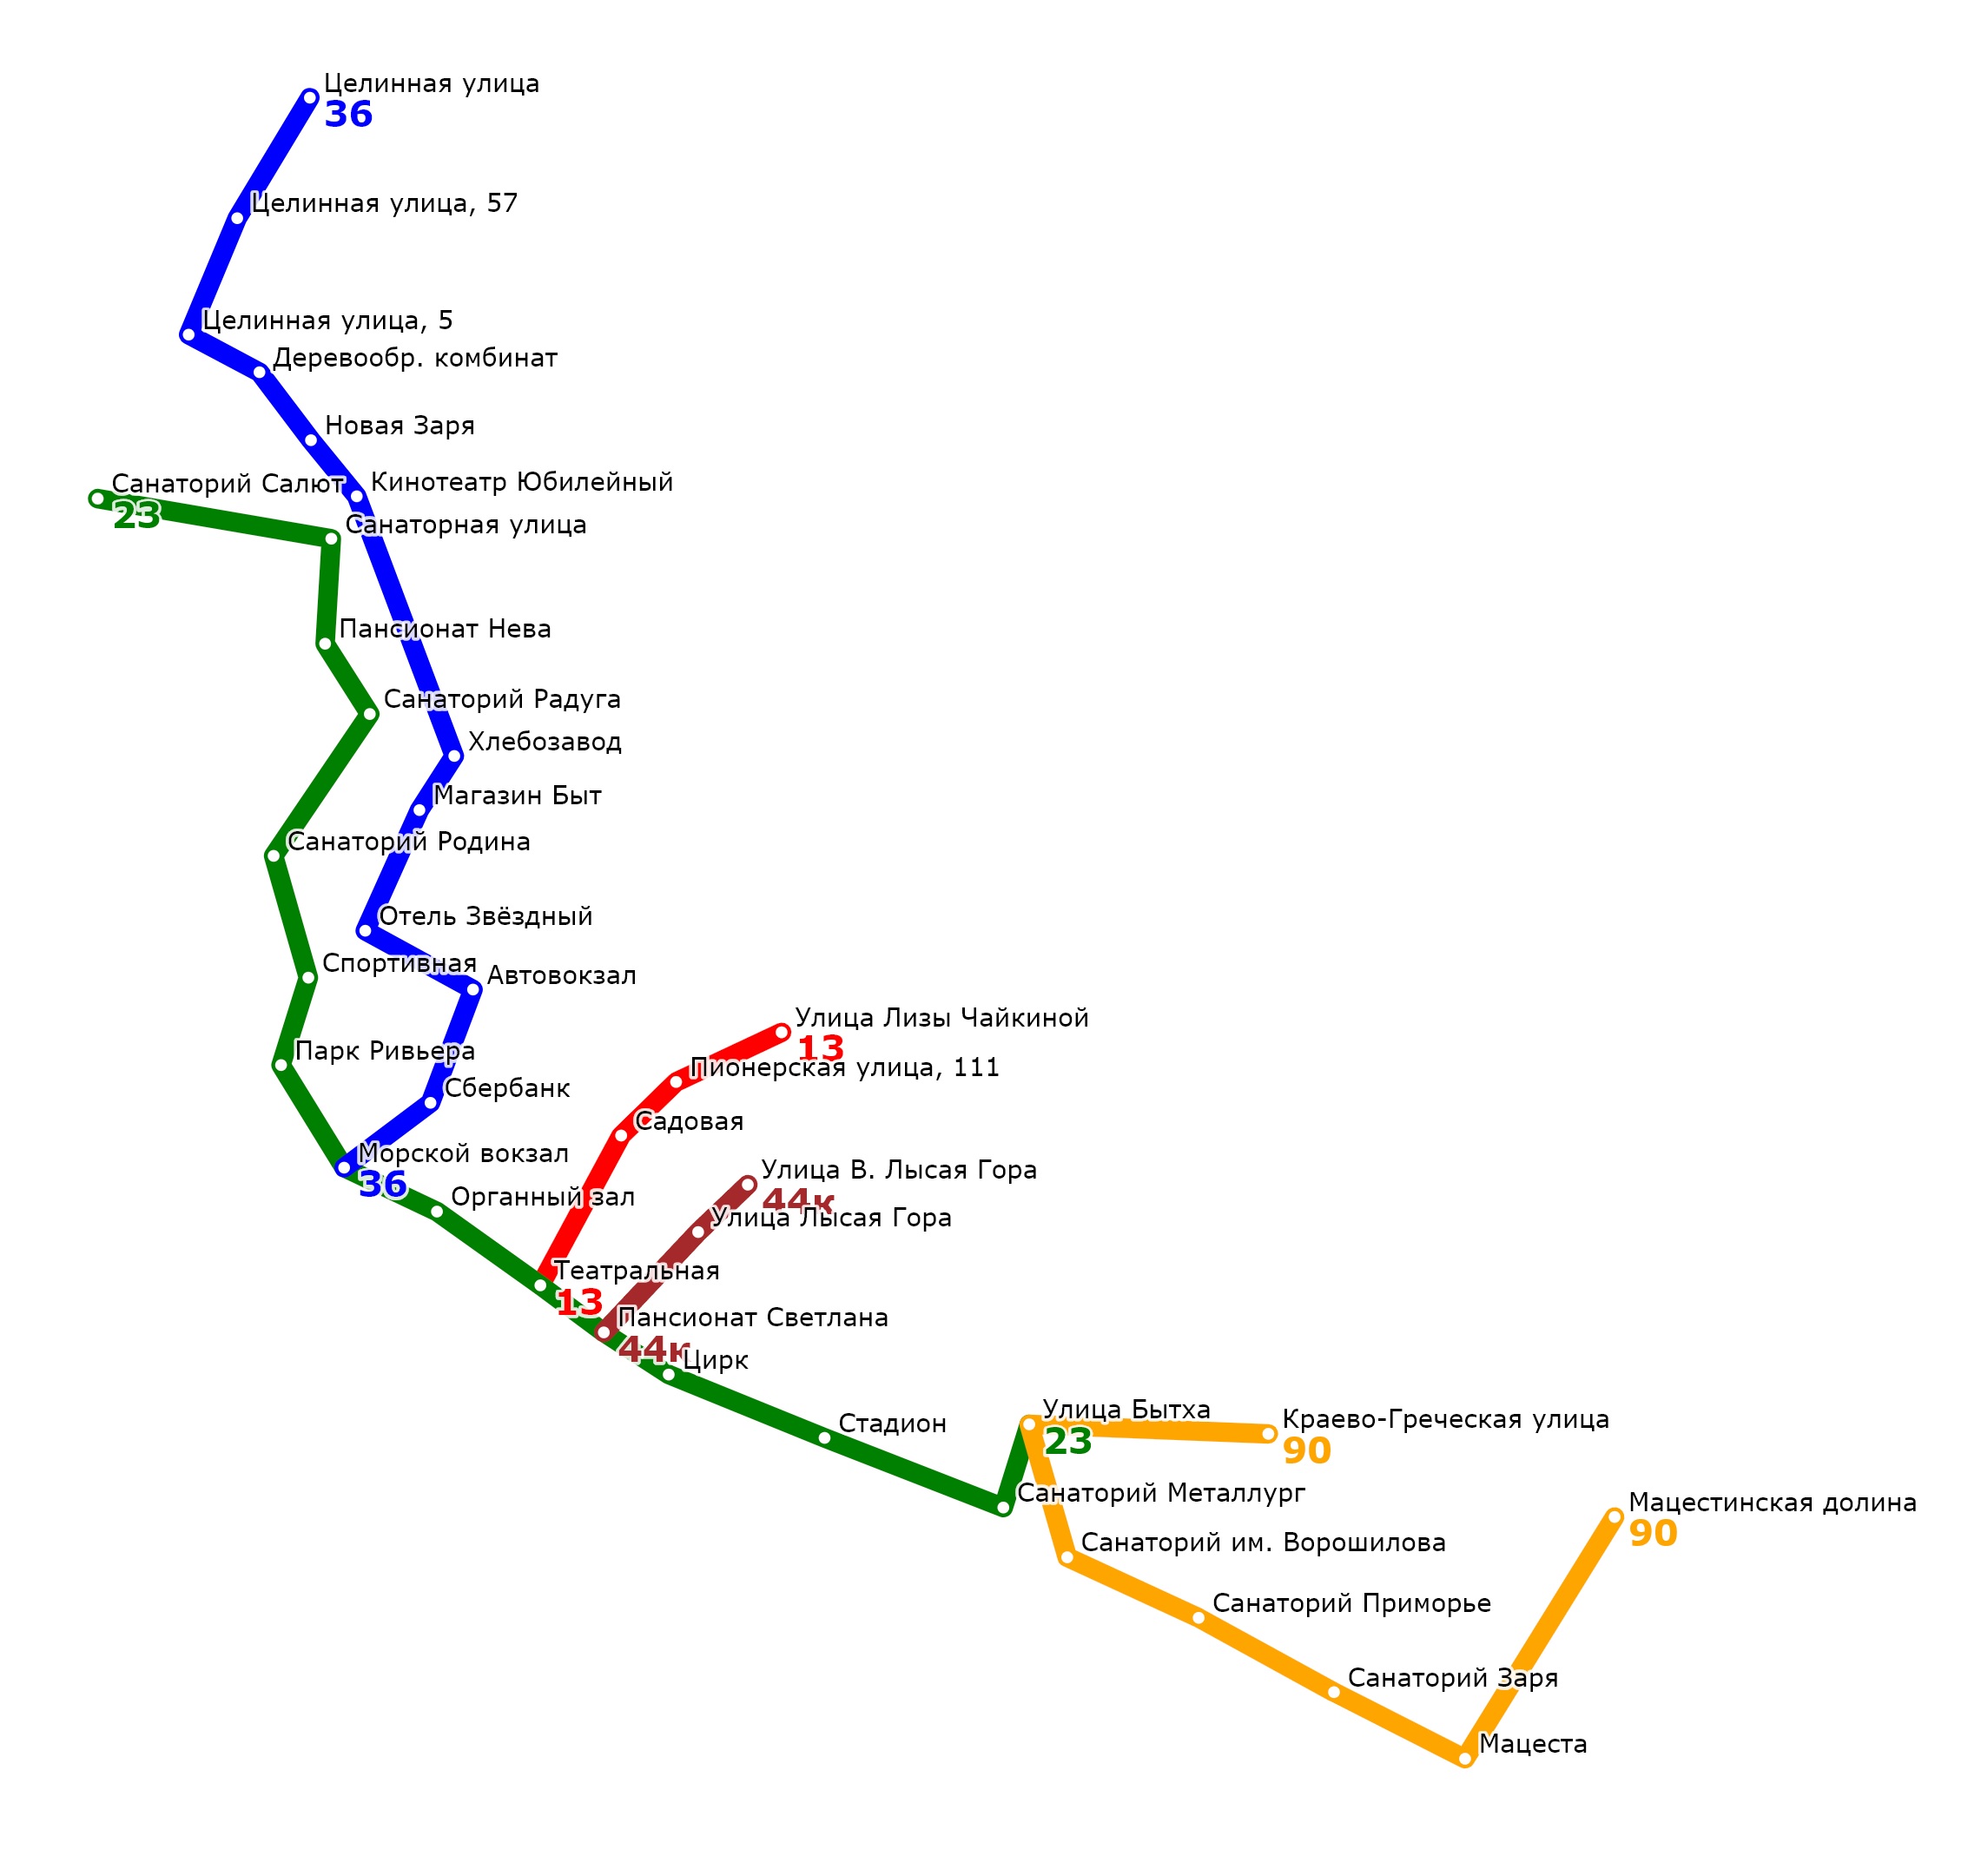 Целинная улица
36
Целинная улица, 57
Целинная улица, 5
Деревообр. комбинат
Новая Заря
Кинотеатр Юбилейный
Санаторий Салют
23
Санаторная улица
Пансионат Нева
Санаторий Радуга
Хлебозавод
Магазин Быт
Санаторий Родина
Отель Звёздный
Спортивная
Автовокзал
Улица Лизы Чайкиной
13
Парк Ривьера
Пионерская улица, 111
Сбербанк
Садовая
Морской вокзал
36
Улица В. Лысая Гора
44к
Органный зал
Улица Лысая Гора
Театральная
13
Пансионат Светлана
44к
Цирк
Стадион
Улица Бытха
23
Краево-Греческая улица
90
Санаторий Металлург
Мацестинская долина
90
Санаторий им. Ворошилова
Санаторий Приморье
Санаторий Заря
Мацеста